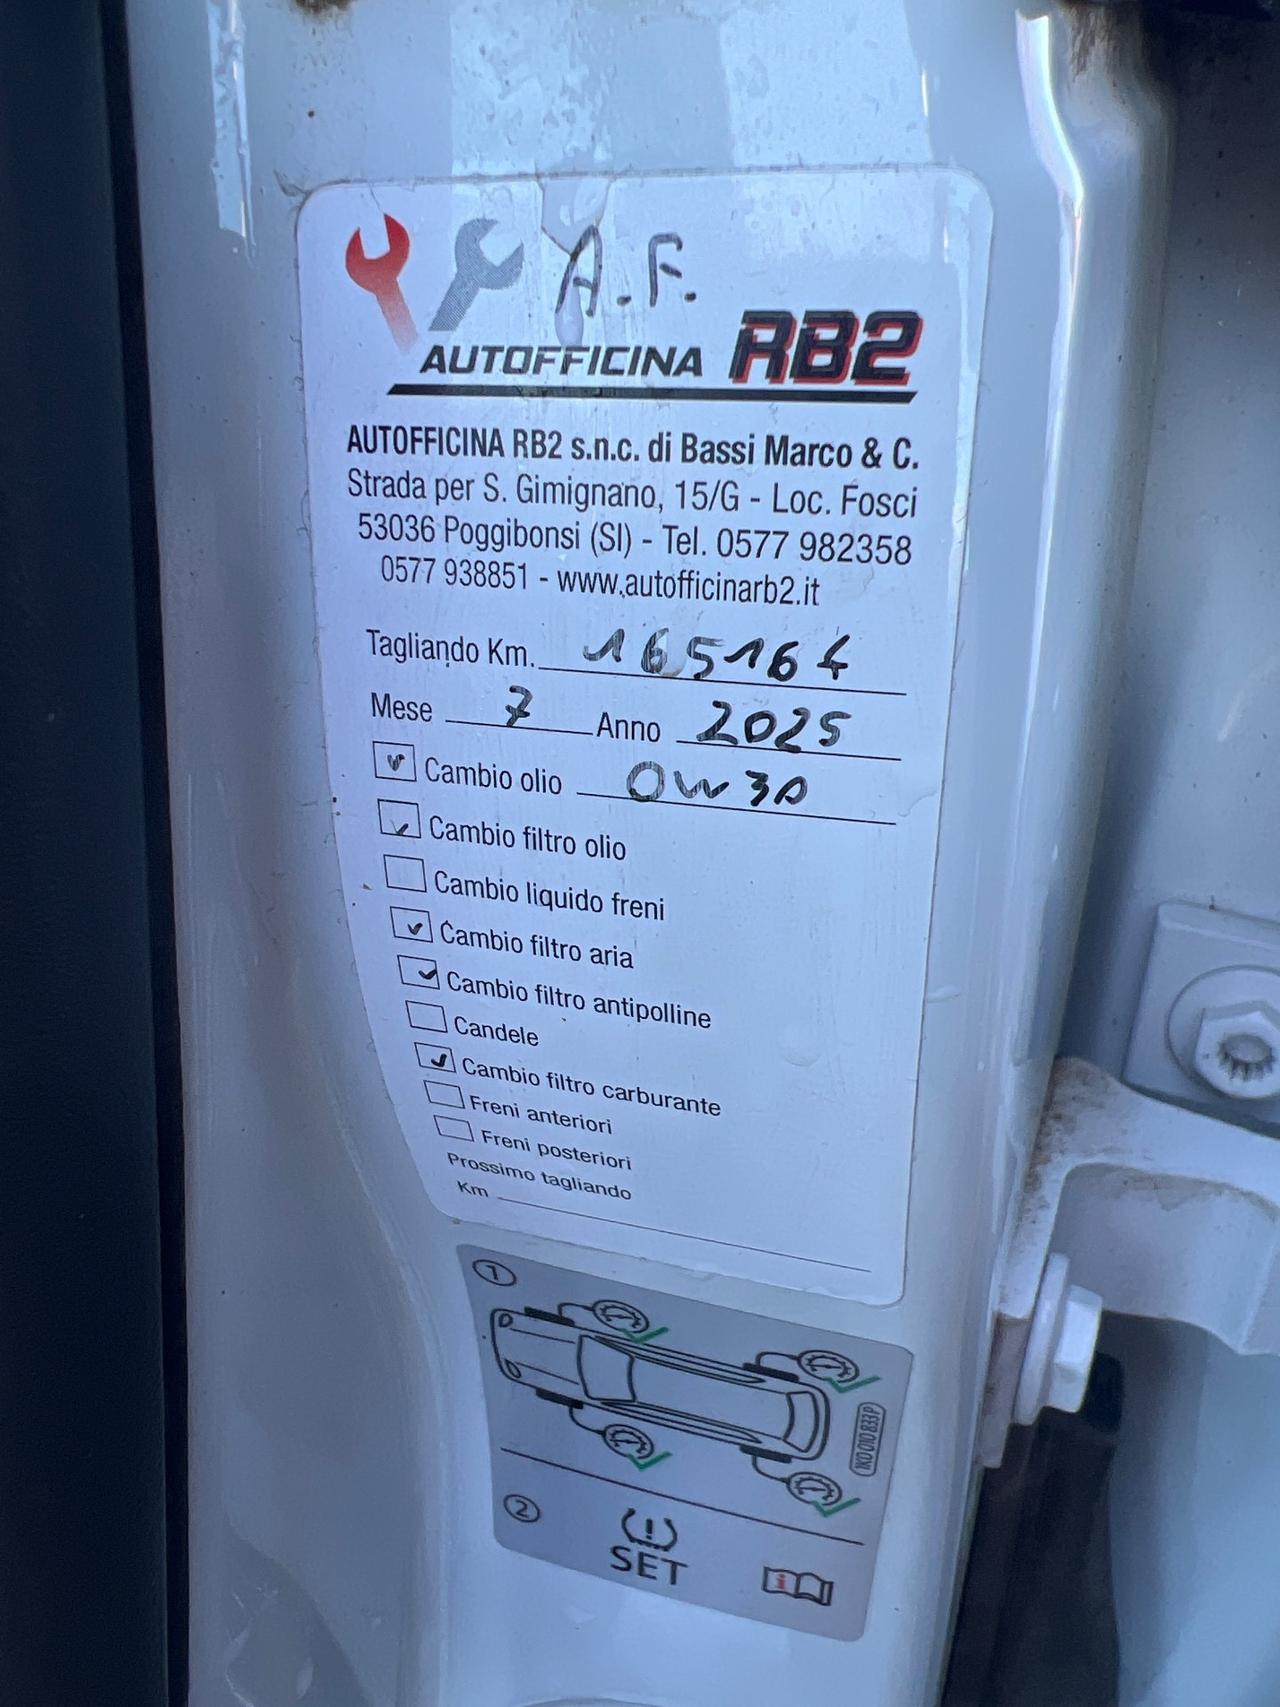 A.F.
AUTOFFICINA RB2
AUTOFFICINA RB2 s.n.c. di Bassi Marco & C.
Strada per S. Gimignano, 15/G - Loc. Fosci
53036 Poggibonsi (SI) - Tel. 0577 982358
0577 938851 - www.autofficinarb2.it
Tagliando Km. 165164
Mese 7 Anno 2025
Cambio olio 0W30
Cambio filtro olio
Cambio liquido freni
Cambio filtro aria
Cambio filtro antipolline
Candele
Cambio filtro carburante
Freni anteriori
Freni posteriori
Prossimo tagliando
Km
1
1K0 010 833P
2
SET
i